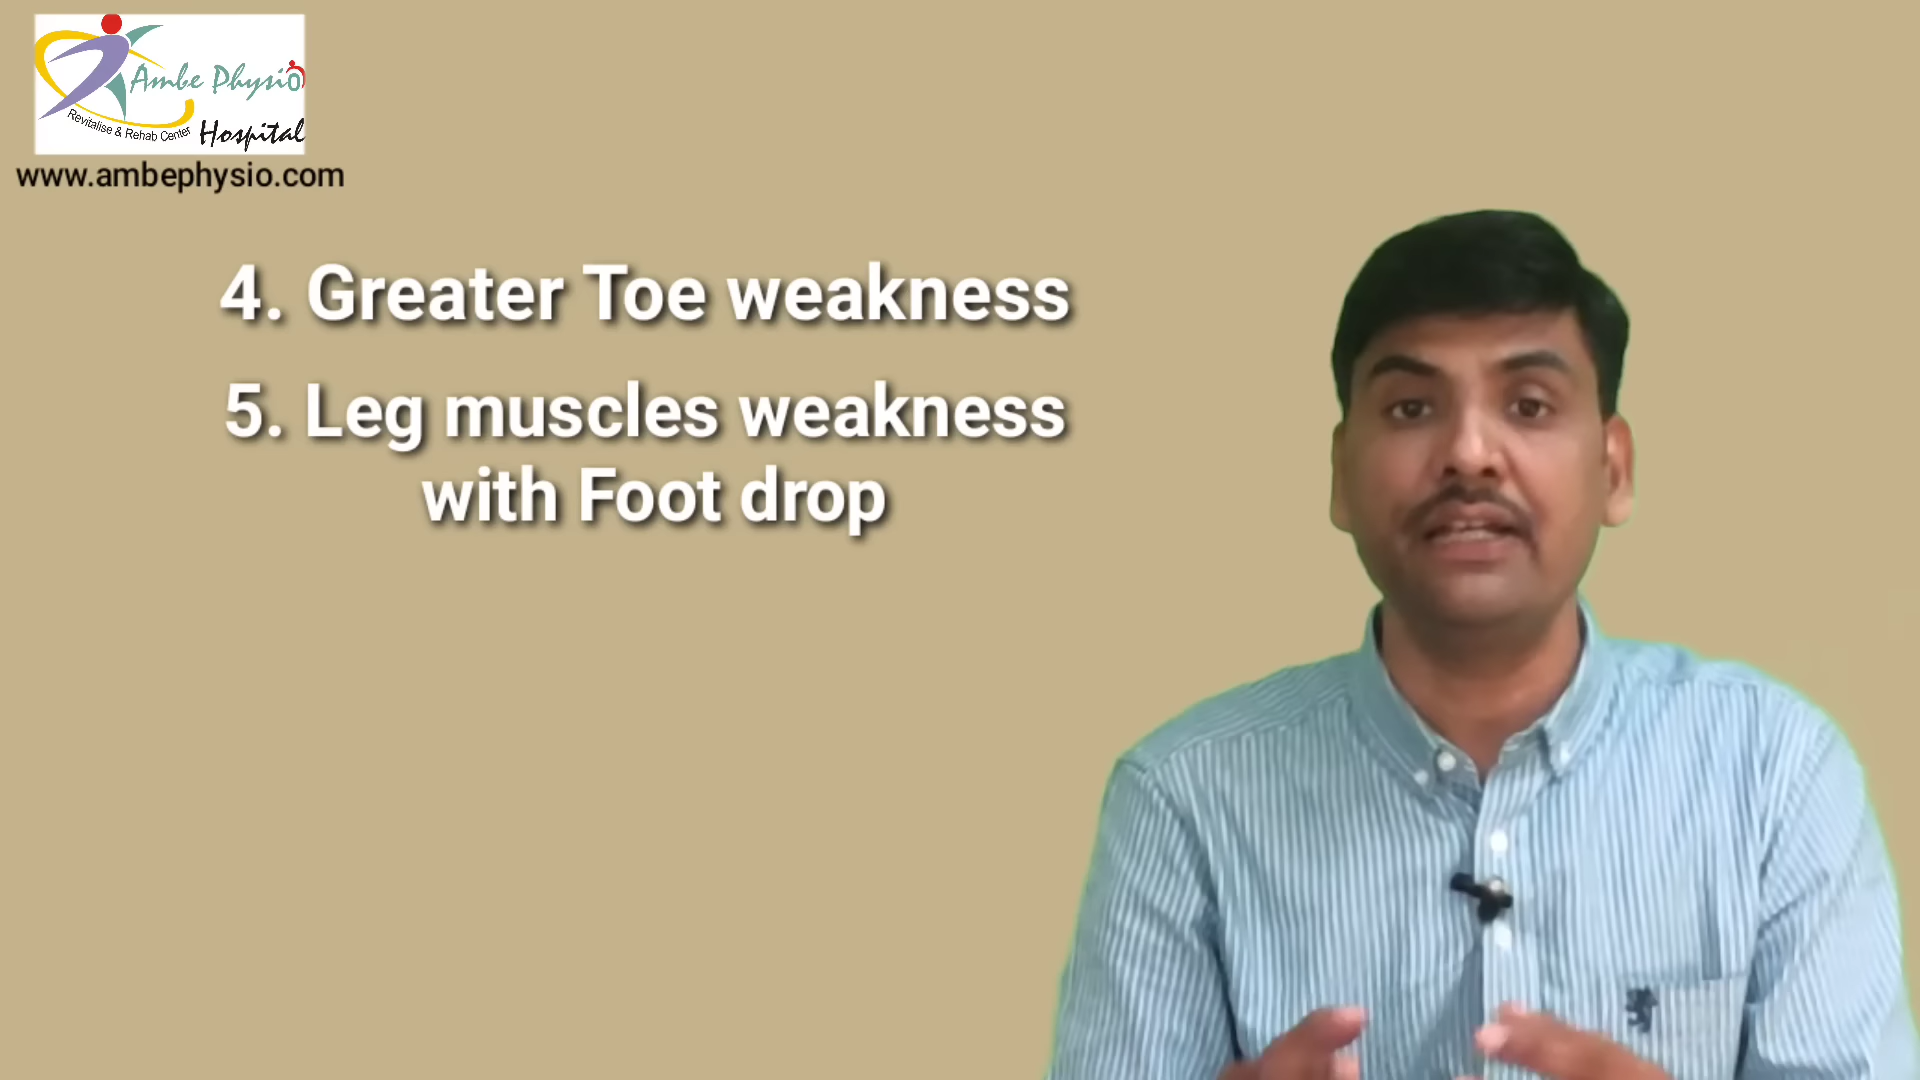 Ambe Physio
Revitalise & Rehab Center
Hospital
www.ambephysio.com
4. Greater Toe weakness
5. Leg muscles weakness
with Foot drop